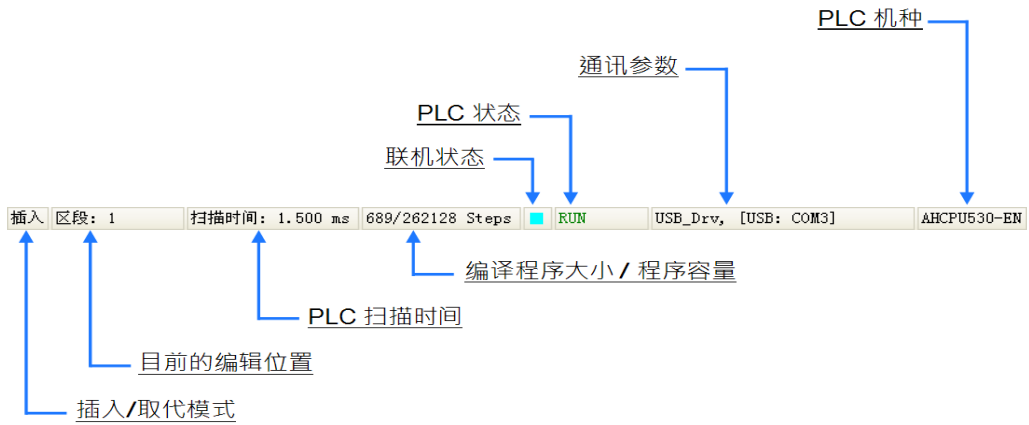 PLC 机种
通讯参数
PLC 状态
联机状态
插入 区段: 1 扫描时间: 1.500 ms 689/262128 Steps RUN USB_Drv, [USB: COM3] AHCPU530-EN
编译程序大小 / 程序容量
PLC 扫描时间
目前的编辑位置
插入/取代模式